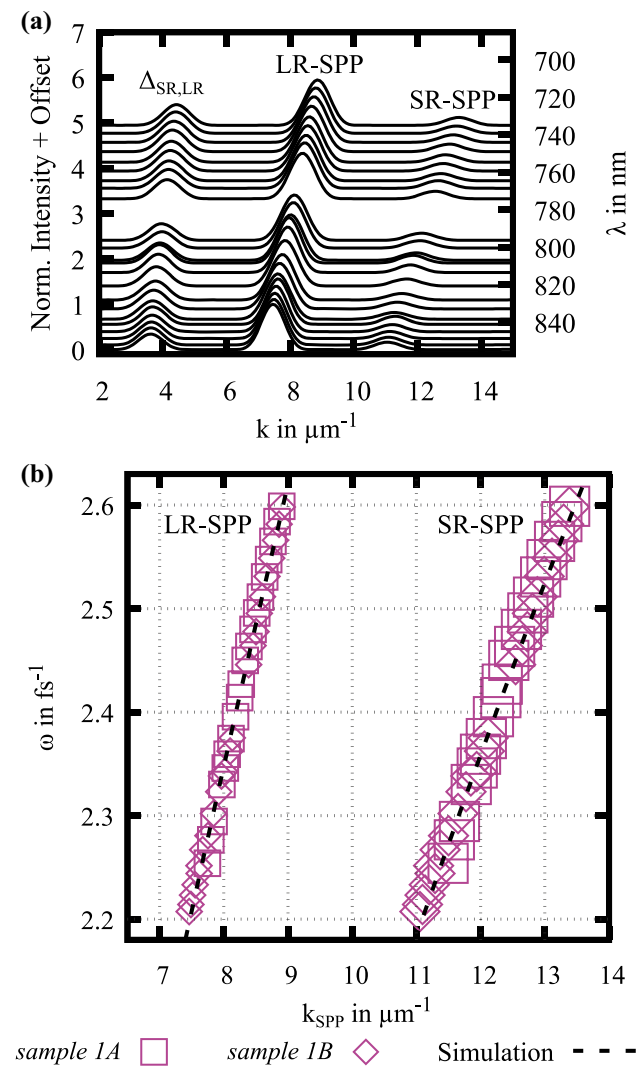 (a)
7
6
5
4
3
2
1
0
Norm. Intensity + Offset
Δ_SR,LR
LR-SPP
SR-SPP
700
720
740
760
780
800
820
840
λ in nm
2 4 6 8 10 12 14
k in µm⁻¹
(b)
2.6
2.5
2.4
2.3
2.2
ω in fs⁻¹
LR-SPP
SR-SPP
7 8 9 10 11 12 13 14
k_SPP in µm⁻¹
sample 1A
sample 1B
Simulation